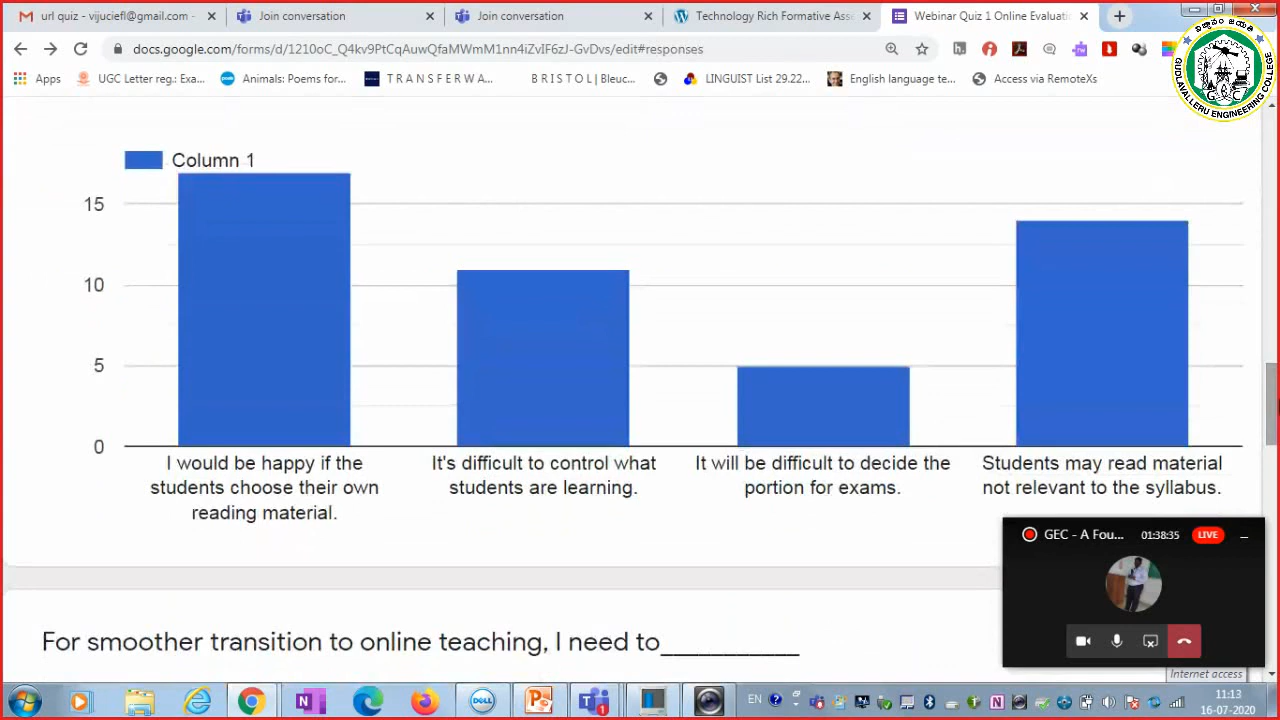 url quiz - vijuciefl@gmail.com -
Join conversation
Join conversation
Technology Rich Formative Asse
Webinar Quiz 1 Online Evaluati
docs.google.com/forms/d/1210oC_Q4kv9PtCqAuwQfaMWmM1nn4iZvIF6zJ-GvDvs/edit#responses
Apps
UGC Letter reg.: Exa...
Animals: Poems for...
T R A N S F E R W A...
B R I S T O L | Bleuc...
LINGUIST List 29.22...
English language te...
Access via RemoteXs
GUDLAVALLERU ENGINEERING COLLEGE
Column 1
15
10
5
0
I would be happy if the
students choose their own
reading material.
It's difficult to control what
students are learning.
It will be difficult to decide the
portion for exams.
Students may read material
not relevant to the syllabus.
GEC - A Fou...
01:38:35
LIVE
For smoother transition to online teaching, I need to___________
Internet access
EN
11:13
16-07-2020